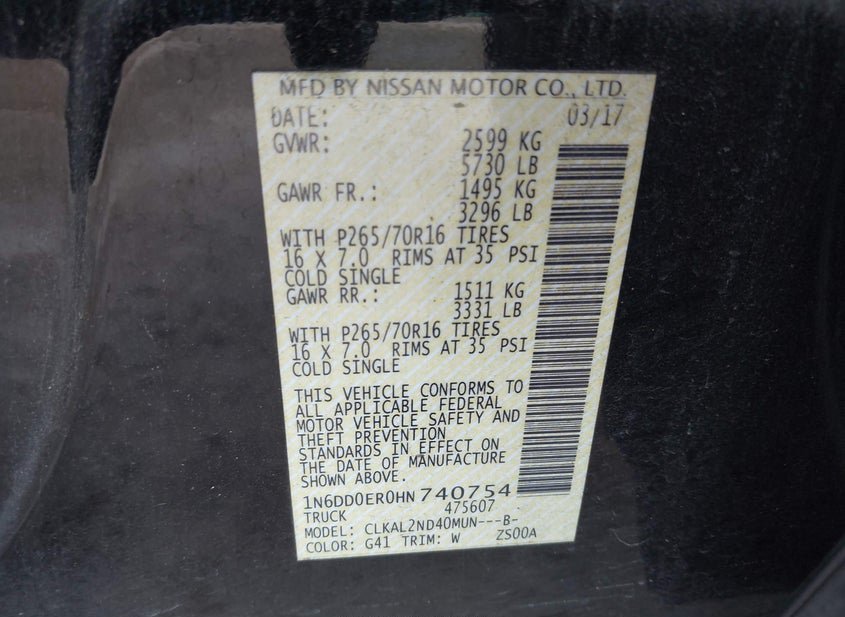 MFD BY NISSAN MOTOR CO., LTD.
DATE: 03/17
GVWR: 2599 KG
5730 LB
GAWR FR.: 1495 KG
3296 LB
WITH P265/70R16 TIRES
16 X 7.0 RIMS AT 35 PSI
COLD SINGLE
GAWR RR.: 1511 KG
3331 LB
WITH P265/70R16 TIRES
16 X 7.0 RIMS AT 35 PSI
COLD SINGLE
THIS VEHICLE CONFORMS TO
ALL APPLICABLE FEDERAL
MOTOR VEHICLE SAFETY AND
THEFT PREVENTION
STANDARDS IN EFFECT ON
THE DATE OF MANUFACTURE
SHOWN ABOVE.
1N6DD0ER0HN740754
TRUCK 475607
MODEL: CLKAL2ND40MUN---B-
COLOR: G41 TRIM: W ZS00A